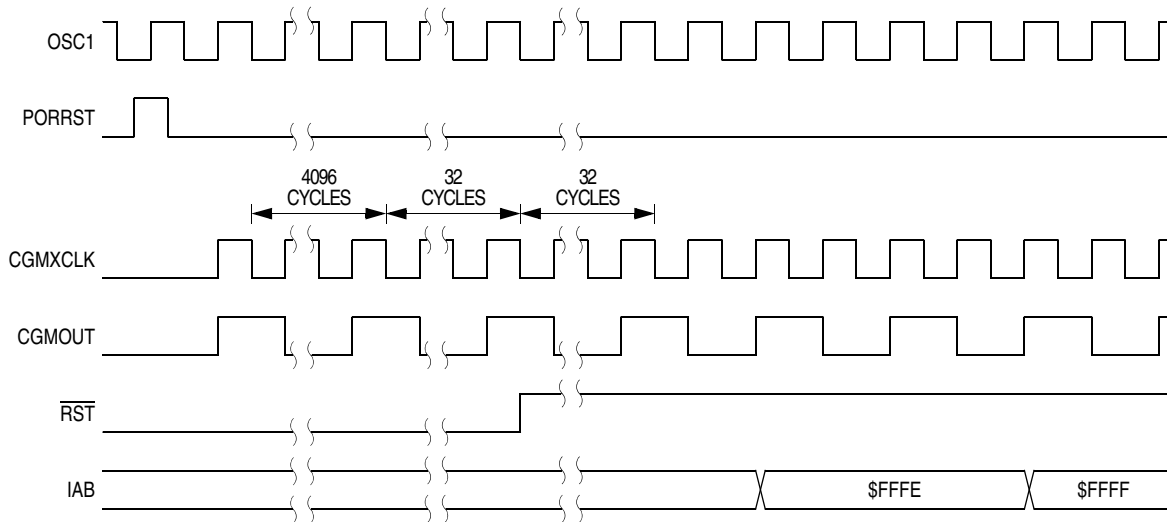 OSC1
PORRST
4096
CYCLES
32
CYCLES
32
CYCLES
CGMXCLK
CGMOUT
RST
IAB
$FFFE
$FFFF